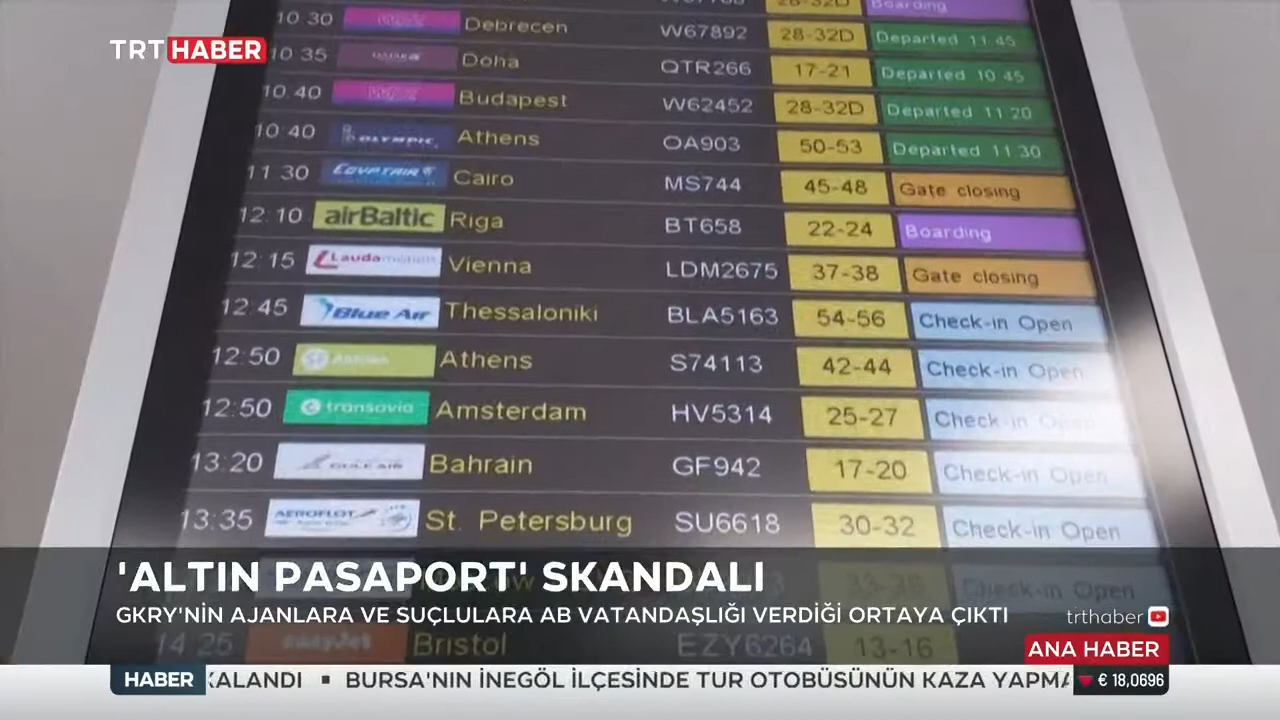 TRT HABER
Boarding
10 30 Debrecen W67892 28-32D Departed 11 45
10 35 Doha QTR266 17-21 Departed 10 45
10.40 Budapest W62452 28-32D Departed 11 20
10:40 OLYMPIC Athens OA903 50-53 Departed 11 30
11 30 EGYPTAIR Cairo MS744 45-48 Gate closing
12 10 airBaltic Riga BT658 22-24 Boarding
12 15 Laudamotion Vienna LDM2675 37-38 Gate closing
12 45 Blue Air Thessaloniki BLA5163 54-56 Check-in Open
12:50 Athens S74113 42-44 Check-in Open
12:50 transavia Amsterdam HV5314 25-27 Check-in Open
13:20 GULF AIR Bahrain GF942 17-20 Check-in Open
13:35 AEROFLOT St. Petersburg SU6618 30-32 Check-in Open
Check-in Open
'ALTIN PASAPORT' SKANDALI
GKRY'NİN AJANLARA VE SUÇLULARA AB VATANDAŞLIĞI VERDİĞİ ORTAYA ÇIKTI
trthaber
14 25 easyJet Bristol EZY6264 13-16
ANA HABER
HABER KALANDI ▪ BURSA'NIN İNEGÖL İLÇESİNDE TUR OTOBÜSÜNÜN KAZA YAPMA € 18,0696